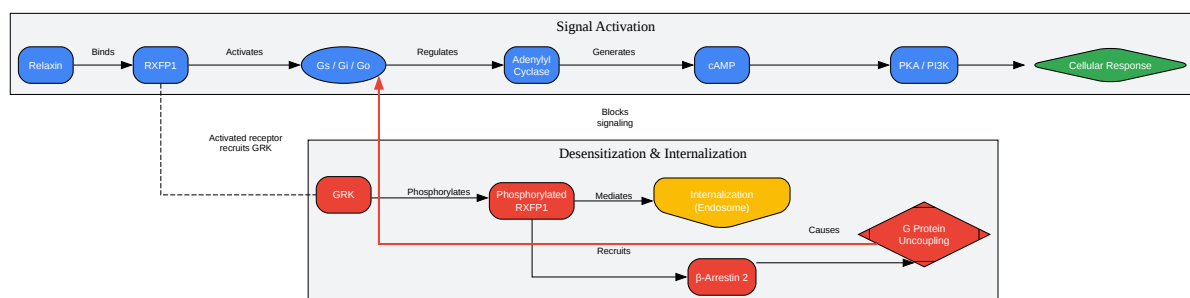 Signal Activation
Relaxin
Binds
RXFP1
Activates
Gs / Gi / Go
Regulates
Adenylyl
Cyclase
Generates
cAMP
PKA / PI3K
Cellular Response
Activated receptor
recruits GRK
Blocks
signaling
Desensitization & Internalization
GRK
Phosphorylates
Phosphorylated
RXFP1
Mediates
Internalization
(Endosome)
Recruits
β-Arrestin 2
Causes
G Protein
Uncoupling